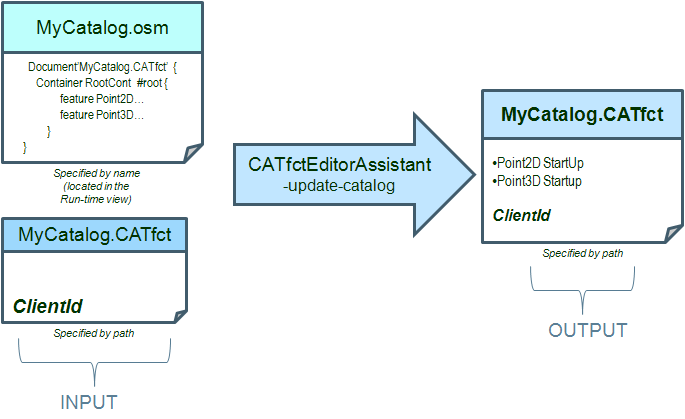 MyCatalog.osm
Document'MyCatalog.CATfct' {
Container RootCont #root {
feature Point2D…
feature Point3D…
}
}
Specified by name
(located in the
Run-time view)
MyCatalog.CATfct
ClientId
Specified by path
INPUT
CATfctEditorAssistant
-update-catalog
MyCatalog.CATfct
•Point2D StartUp
•Point3D Startup
ClientId
Specified by path
OUTPUT